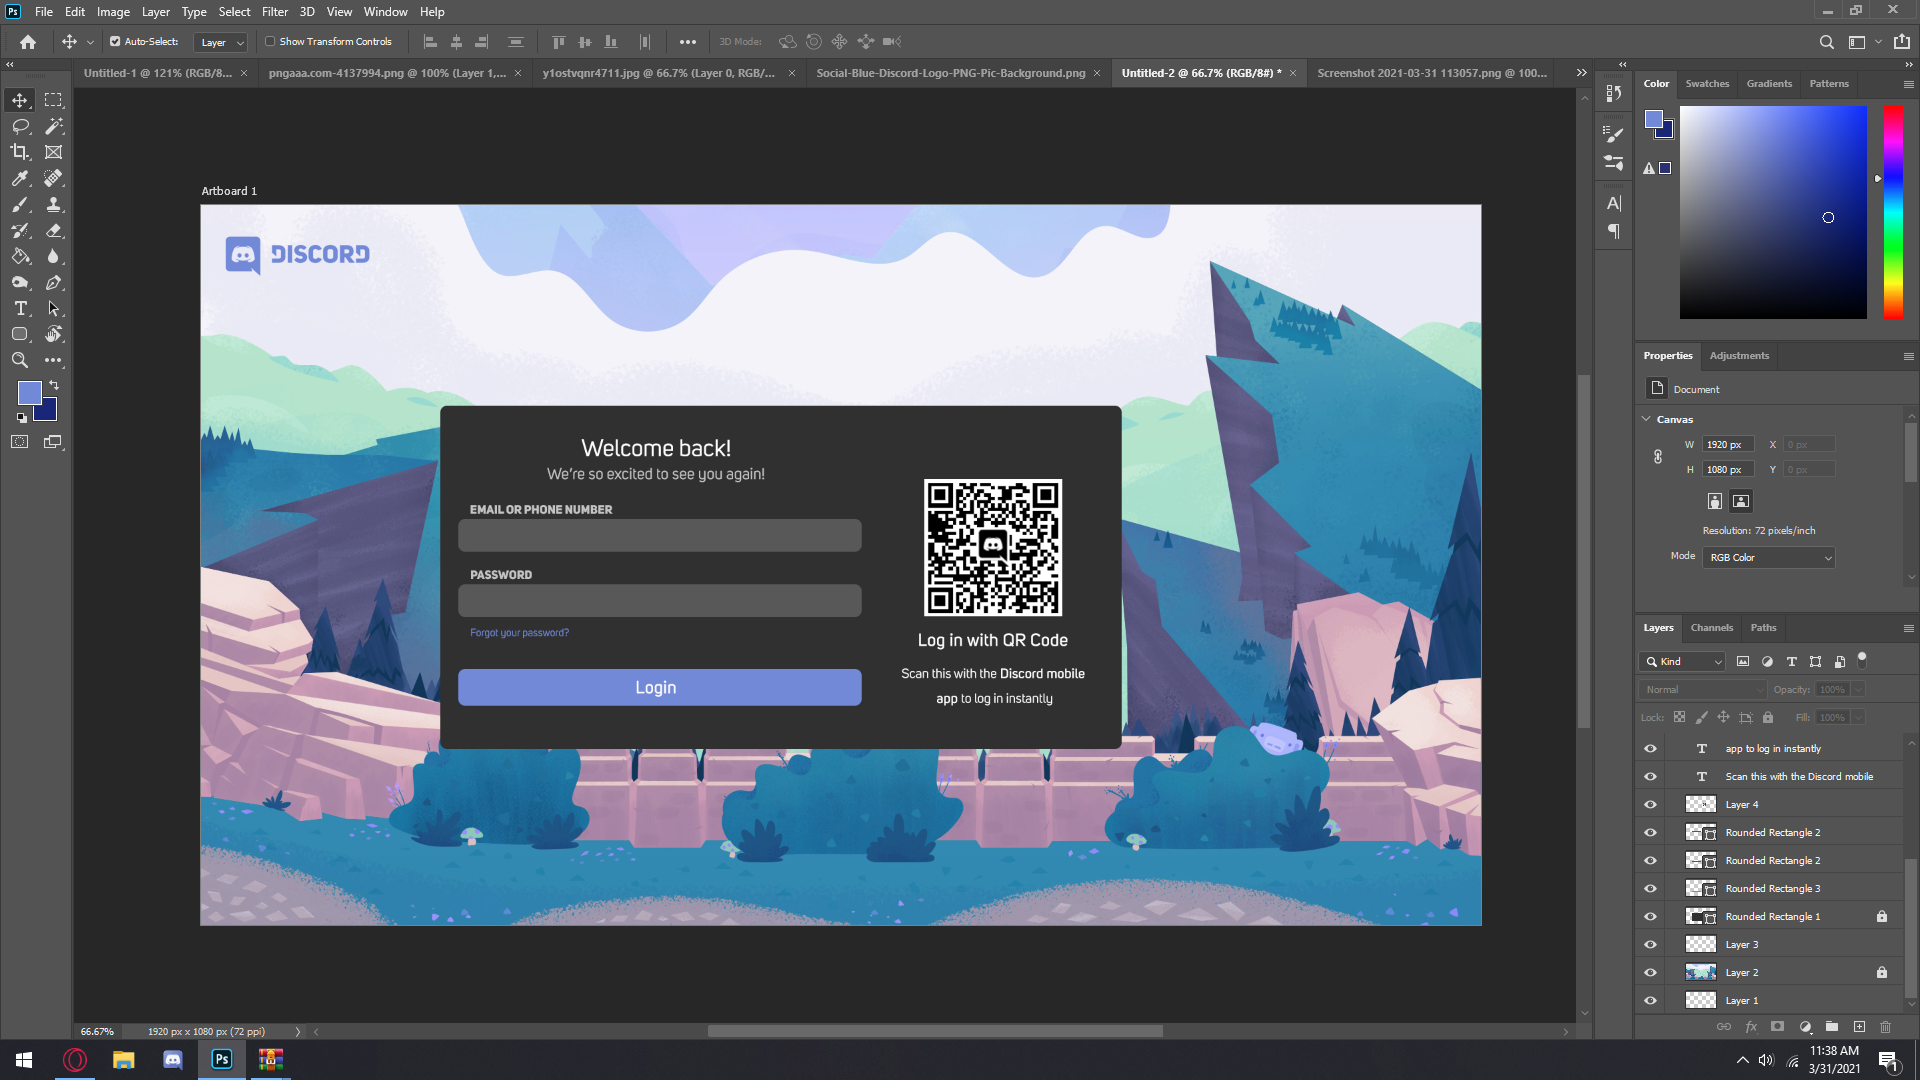 Ps File Edit Image Layer Type Select Filter 3D View Window Help
Auto-Select: Layer Show Transform Controls 3D Mode:
Untitled-1 @ 121% (RGB/8... × pngaaa.com-4137994.png @ 100% (Layer 1,... × y1ostvqnr4711.jpg @ 66.7% (Layer 0, RGB/... × Social-Blue-Discord-Logo-PNG-Pic-Background.png × Untitled-2 @ 66.7% (RGB/8#) * × Screenshot 2021-03-31 113057.png @ 100...
Color Swatches Gradients Patterns
Artboard 1
DISCORD
Welcome back!
We're so excited to see you again!
EMAIL OR PHONE NUMBER
PASSWORD
Forgot your password?
Login
Log in with QR Code
Scan this with the Discord mobile
app to log in instantly
Properties Adjustments
Document
Canvas
W 1920 px X 0 px
H 1080 px Y 0 px
Resolution: 72 pixels/inch
Mode RGB Color
Layers Channels Paths
Kind
Normal Opacity: 100%
Lock: Fill: 100%
app to log in instantly
Scan this with the Discord mobile
Layer 4
Rounded Rectangle 2
Rounded Rectangle 2
Rounded Rectangle 3
Rounded Rectangle 1
Layer 3
Layer 2
Layer 1
66.67% 1920 px x 1080 px (72 ppi)
Ps
11:38 AM
3/31/2021
1